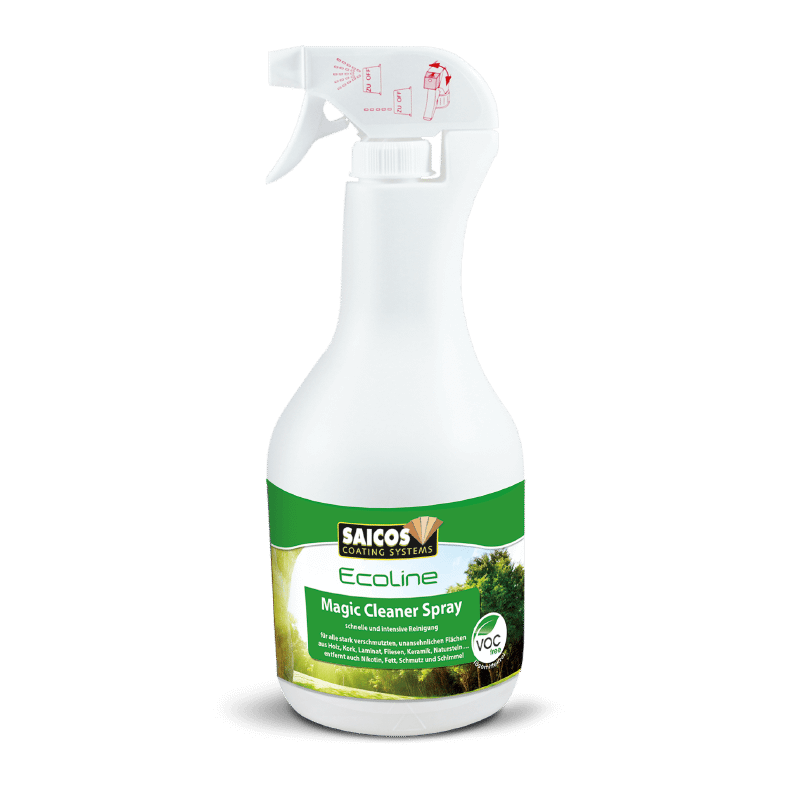 ZU OFF
ZU OFF
SAICOS
COATING SYSTEMS
EcoLine
Magic Cleaner Spray
schnelle und intensive Reinigung
für alle stark verschmutzten, unansehnlichen Flächen
aus Holz, Kork, Laminat, Fliesen, Keramik, Naturstein ...
entfernt auch Nikotin, Fett, Schmutz und Schimmel
VOC
free